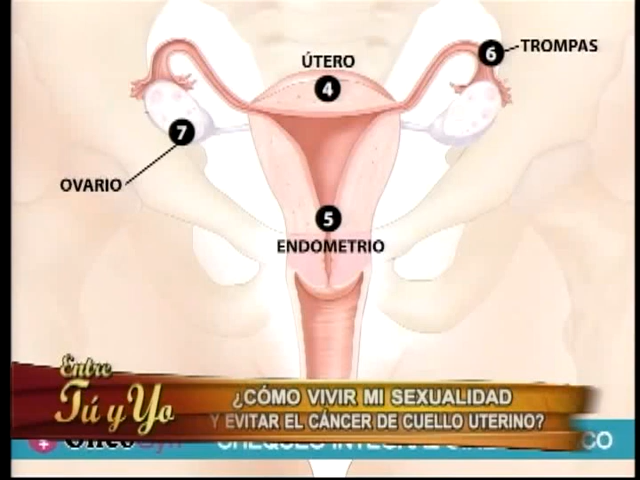 ÚTERO
4
6
TROMPAS
7
OVARIO
5
ENDOMETRIO
Entre
Tú y Yo
¿CÓMO VIVIR MI SEXUALIDAD
Y EVITAR EL CÁNCER DE CUELLO UTERINO?